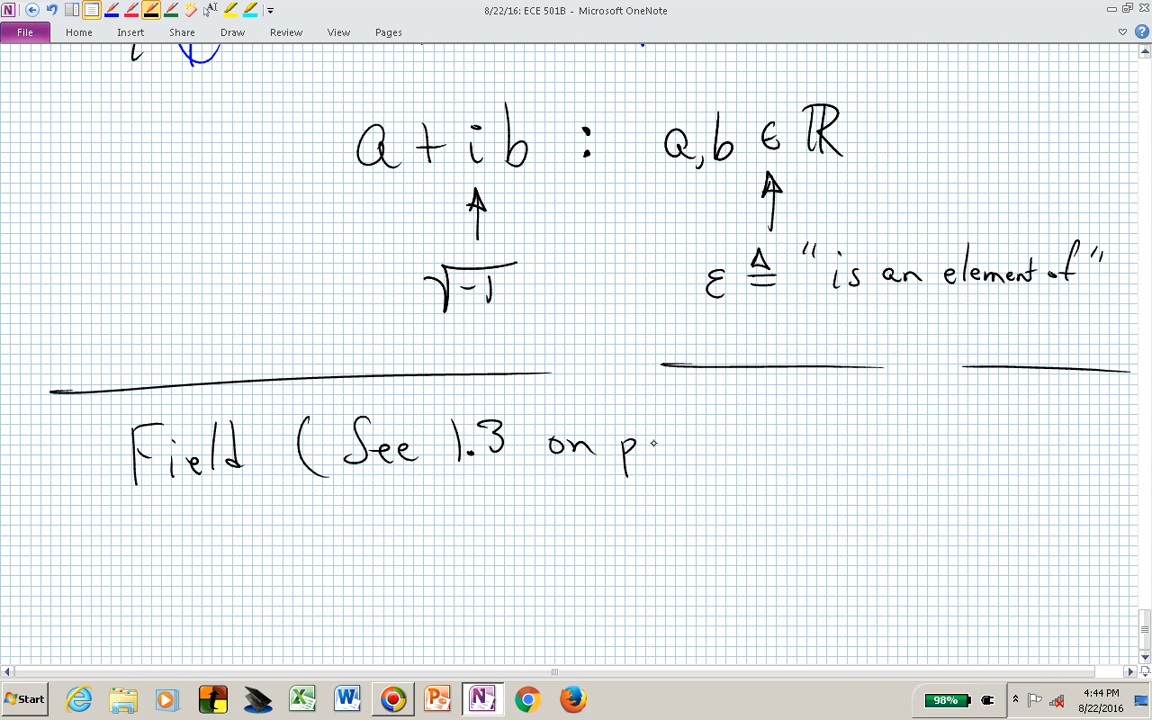 8/22/16: ECE 501B - Microsoft OneNote
File Home Insert Share Draw Review View Pages
a + i b : a, b ϵ ℝ
√-1 ε ≜ "is an element of"
Field ( See 1.3 on p.
Start
98%
4:44 PM
8/22/2016